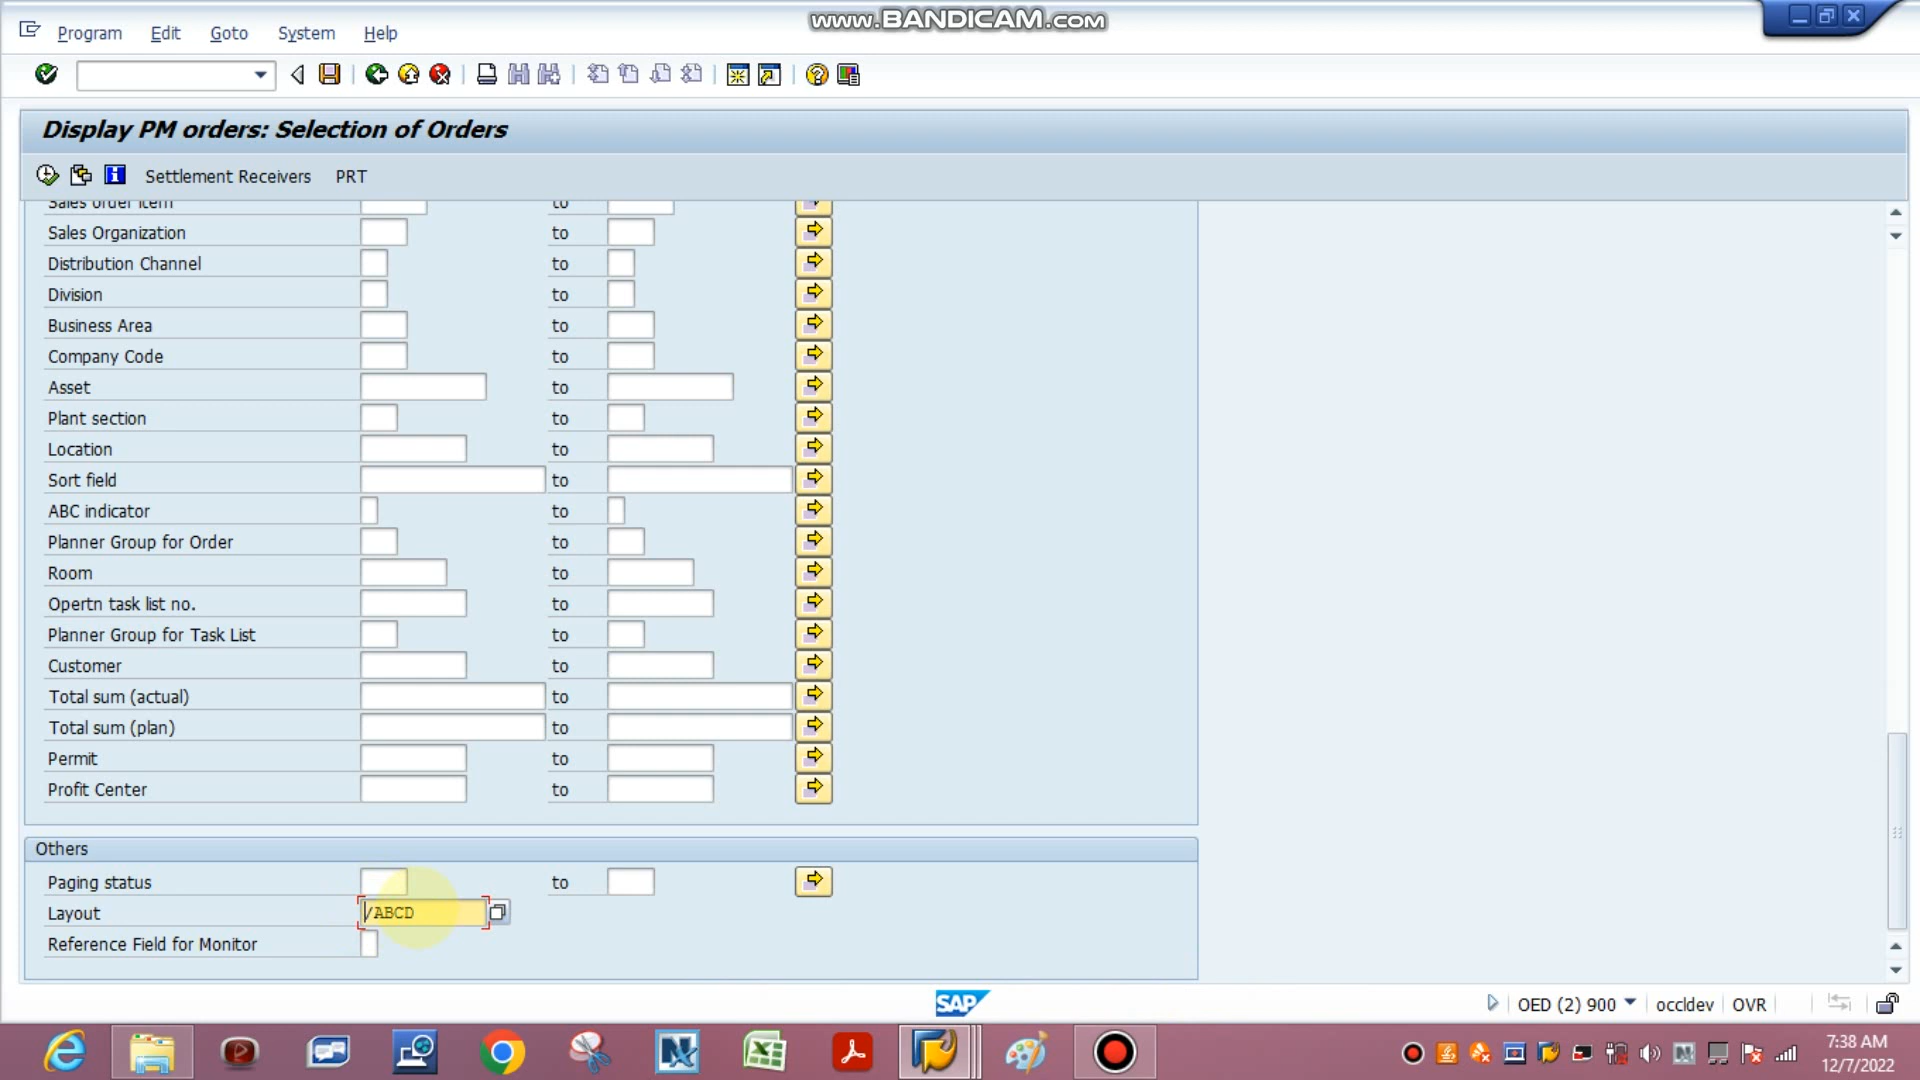 www.BANDICAM.com
Program Edit Goto System Help
Display PM orders: Selection of Orders
Settlement Receivers PRT
Sales order item to
Sales Organization to
Distribution Channel to
Division to
Business Area to
Company Code to
Asset to
Plant section to
Location to
Sort field to
ABC indicator to
Planner Group for Order to
Room to
Opertn task list no. to
Planner Group for Task List to
Customer to
Total sum (actual) to
Total sum (plan) to
Permit to
Profit Center to
Others
Paging status to
Layout /ABCD
Reference Field for Monitor
SAP OED (2) 900 occldev OVR
7:38 AM
12/7/2022